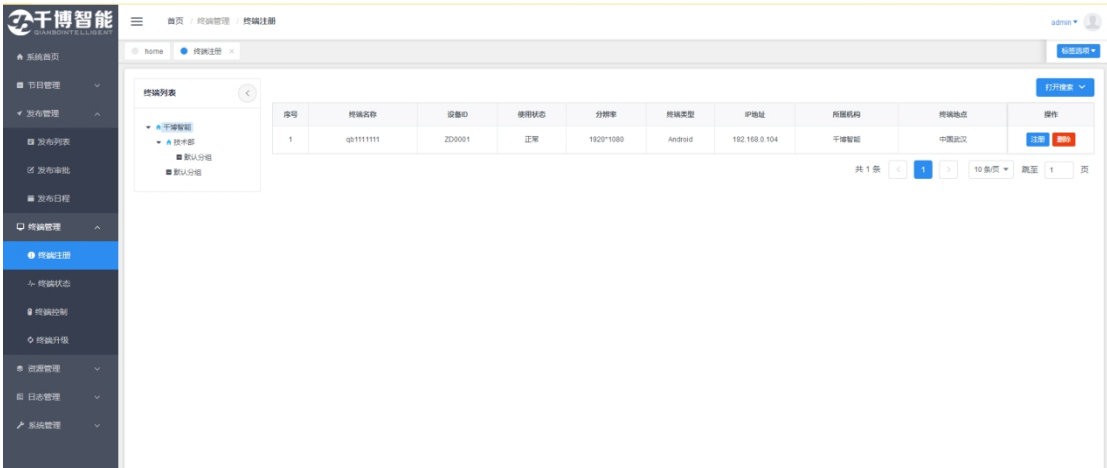 千博智能
QIANBOINTELLIGENT
首页 / 终端管理 / 终端注册
admin
系统首页
节目管理
发布管理
发布列表
发布审批
发布日程
终端管理
终端注册
终端状态
终端控制
终端升级
资源管理
日志管理
系统管理
home
终端注册 ×
标签选项
终端列表
千博智能
技术部
默认分组
默认分组
打开搜索
序号 终端名称 设备ID 使用状态 分辨率 终端类型 IP地址 所属机构 终端地点 操作
1 qb1111111 ZD0001 正常 1920*1080 Android 192.168.0.104 千博智能 中国武汉 注册 删除
共 1 条 < 1 > 10 条/页 跳至 1 页